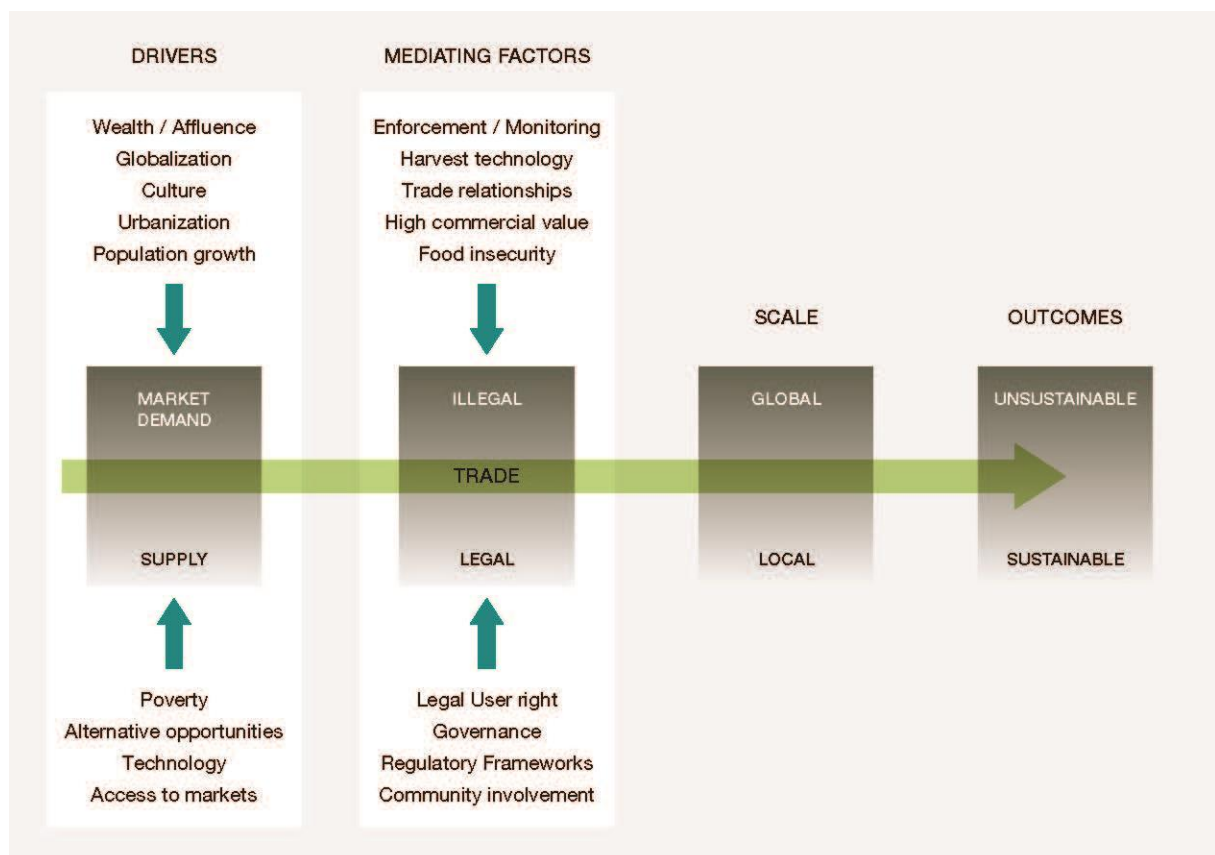 DRIVERS
Wealth / Affluence
Globalization
Culture
Urbanization
Population growth
MARKET
DEMAND
SUPPLY
Poverty
Alternative opportunities
Technology
Access to markets
MEDIATING FACTORS
Enforcement / Monitoring
Harvest technology
Trade relationships
High commercial value
Food insecurity
ILLEGAL
TRADE
LEGAL
Legal User right
Governance
Regulatory Frameworks
Community involvement
SCALE
GLOBAL
LOCAL
OUTCOMES
UNSUSTAINABLE
SUSTAINABLE